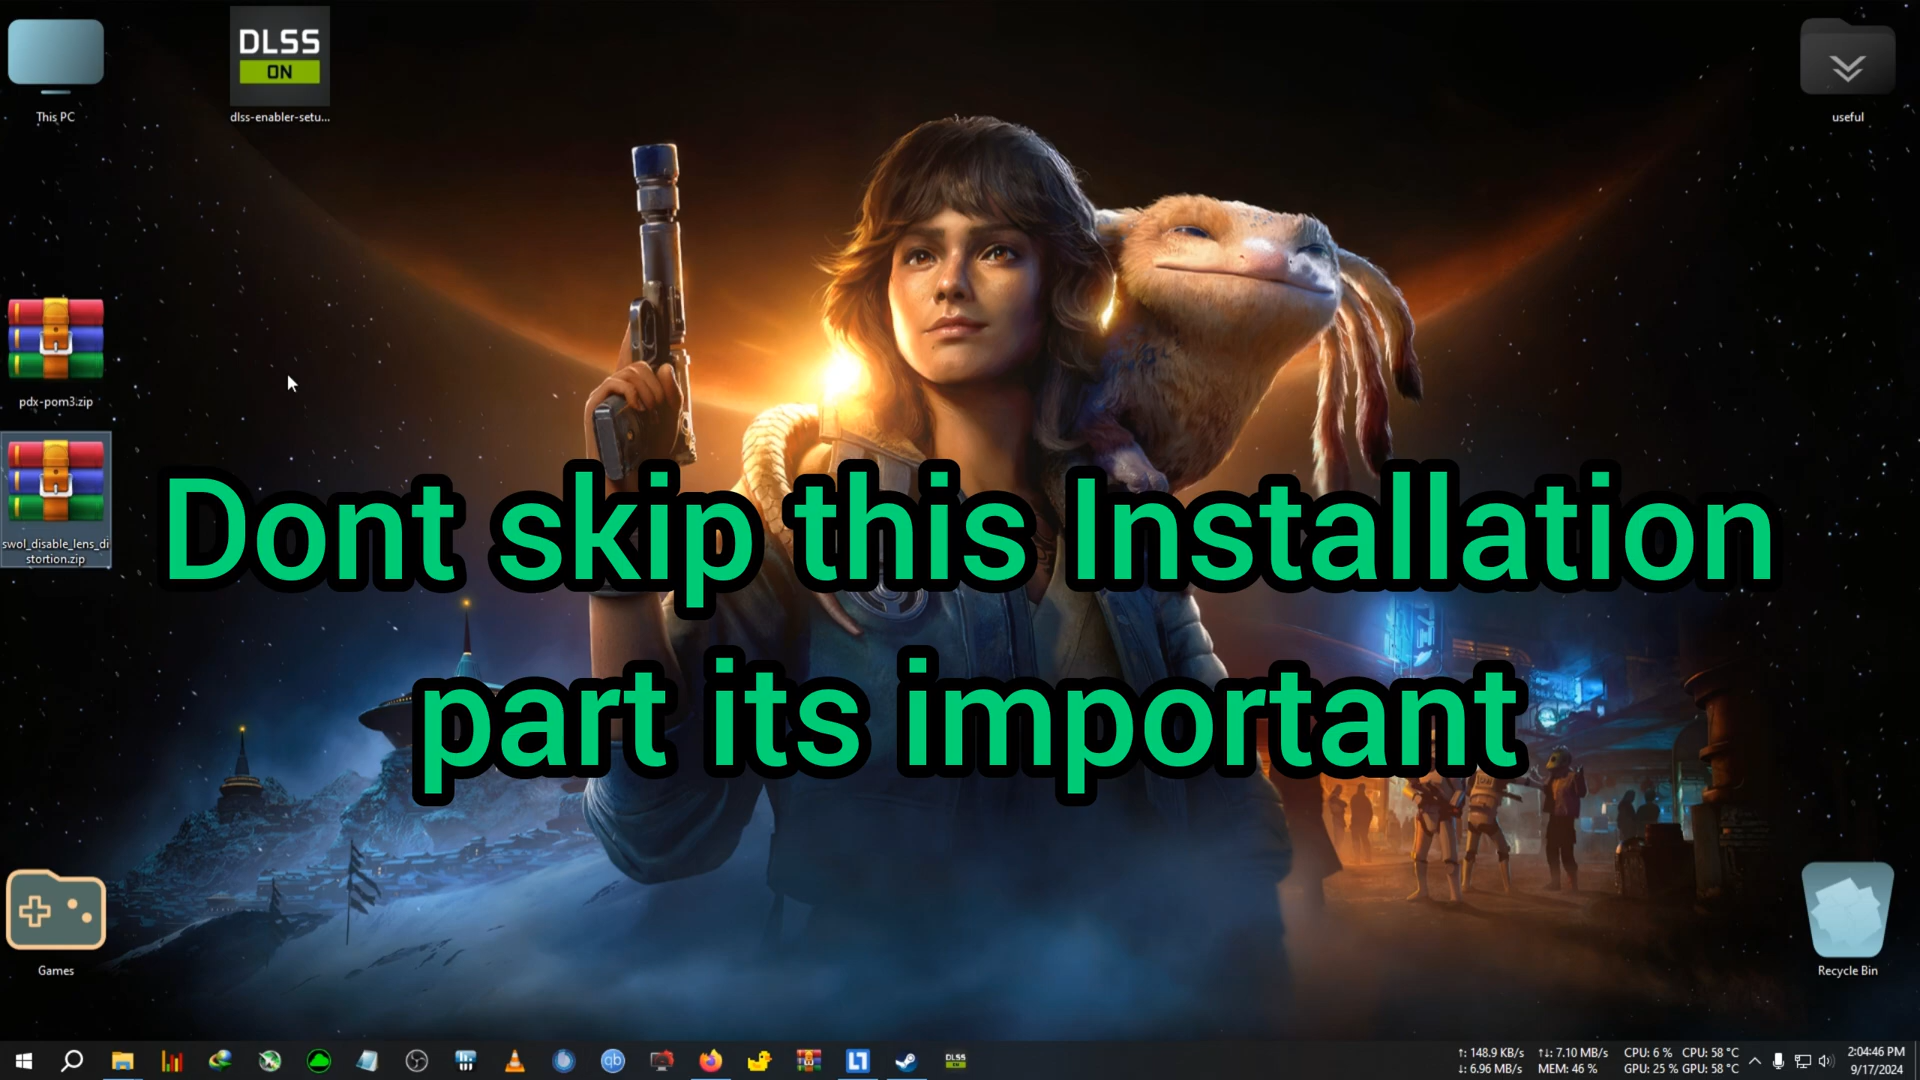 DLSS
ON
This PC
dlss-enabler-setu...
useful
pdx-pom3.zip
swol_disable_lens_di
stortion.zip
Dont skip this Installation
part its important
Games
Recycle Bin
qb
DLSS
↑: 148.9 KB/s ↑↓: 7.10 MB/s CPU: 6 % CPU: 58 °C
↓: 6.96 MB/s MEM: 46 % GPU: 25 % GPU: 58 °C
2:04:46 PM
9/17/2024